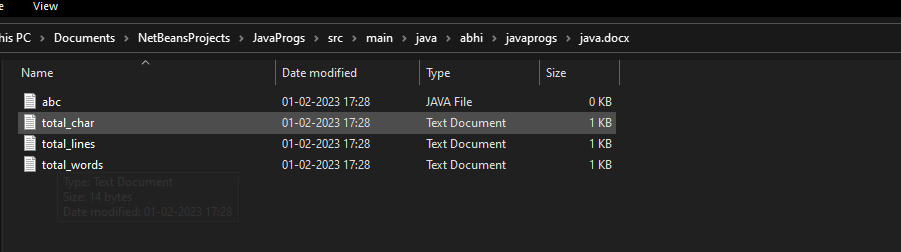 View
his PC > Documents > NetBeansProjects > JavaProgs > src > main > java > abhi > javaprogs > java.docx
Name Date modified Type Size
abc 01-02-2023 17:28 JAVA File 0 KB
total_char 01-02-2023 17:28 Text Document 1 KB
total_lines 01-02-2023 17:28 Text Document 1 KB
total_words 01-02-2023 17:28 Text Document 1 KB
Type: Text Document
Size: 14 bytes
Date modified: 01-02-2023 17:28